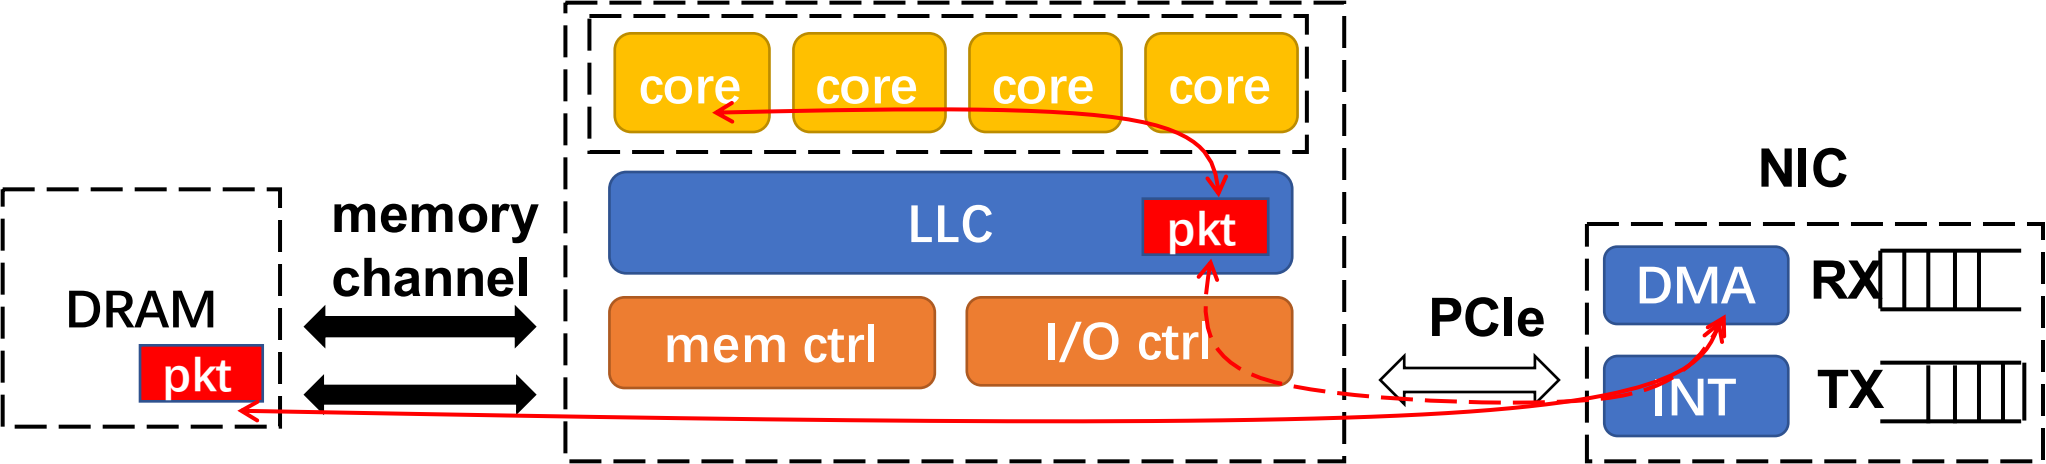 core core core core
NIC
memory
channel
LLC
pkt
DRAM
pkt
mem ctrl
I/O ctrl
PCIe
DMA
RX
INT
TX